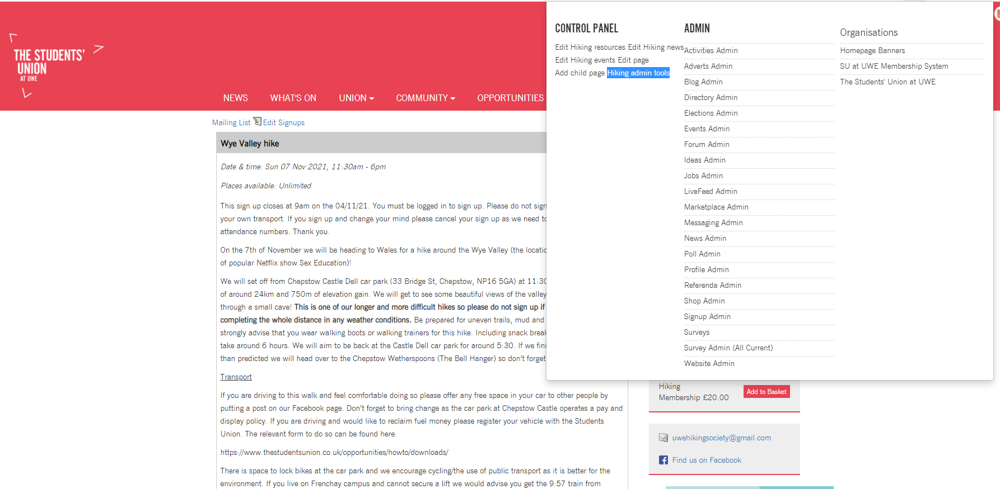 THE STUDENTS'
UNION
AT UWE
NEWS
WHAT'S ON
UNION
COMMUNITY
OPPORTUNITIES
CONTROL PANEL
Edit Hiking resources Edit Hiking news
Edit Hiking events Edit page
Add child page Hiking admin tools
ADMIN
Activities Admin
Adverts Admin
Blog Admin
Directory Admin
Elections Admin
Events Admin
Forum Admin
Ideas Admin
Jobs Admin
LiveFeed Admin
Marketplace Admin
Messaging Admin
News Admin
Poll Admin
Profile Admin
Referenda Admin
Shop Admin
Signup Admin
Surveys
Survey Admin (All Current)
Website Admin
Organisations
Homepage Banners
SU at UWE Membership System
The Students' Union at UWE
Mailing List Edit Signups
Wye Valley hike
Date & time: Sun 07 Nov 2021, 11:30am - 6pm
Places available: Unlimited
This sign up closes at 9am on the 04/11/21. You must be logged in to sign up. Please do not sign
your own transport. If you sign up and change your mind please cancel your sign up as we need to
attendance numbers. Thank you.
On the 7th of November we will be heading to Wales for a hike around the Wye Valley (the locatio
of popular Netflix show Sex Education)!
We will set off from Chepstow Castle Dell car park (33 Bridge St, Chepstow, NP16 5GA) at 11:30
of around 24km and 750m of elevation gain. We will get to see some beautiful views of the valley
through a small cave! This is one of our longer and more difficult hikes so please do not sign up if
completing the whole distance in any weather conditions. Be prepared for uneven trails, mud and
strongly advise that you wear walking boots or walking trainers for this hike. Including snack break
take around 6 hours. We will aim to be back at the Castle Dell car park for around 5:30. If we fini
than predicted we will head over to the Chepstow Wetherspoons (The Bell Hanger) so don't forget
Transport
If you are driving to this walk and feel comfortable doing so please offer any free space in your car to other people by
putting a post on our Facebook page. Don't forget to bring change as the car park at Chepstow Castle operates a pay and
display policy. If you are driving and would like to reclaim fuel money please register your vehicle with the Students
Union. The relevant form to do so can be found here:
https://www.thestudentsunion.co.uk/opportunities/howto/downloads/
There is space to lock bikes at the car park and we encourage cycling/the use of public transport as it is better for the
environment. If you live on Frenchay campus and cannot secure a lift we would advise you get the 9:57 train from
Hiking
Membership £20.00
Add to Basket
uwehikingsociety@gmail.com
Find us on Facebook